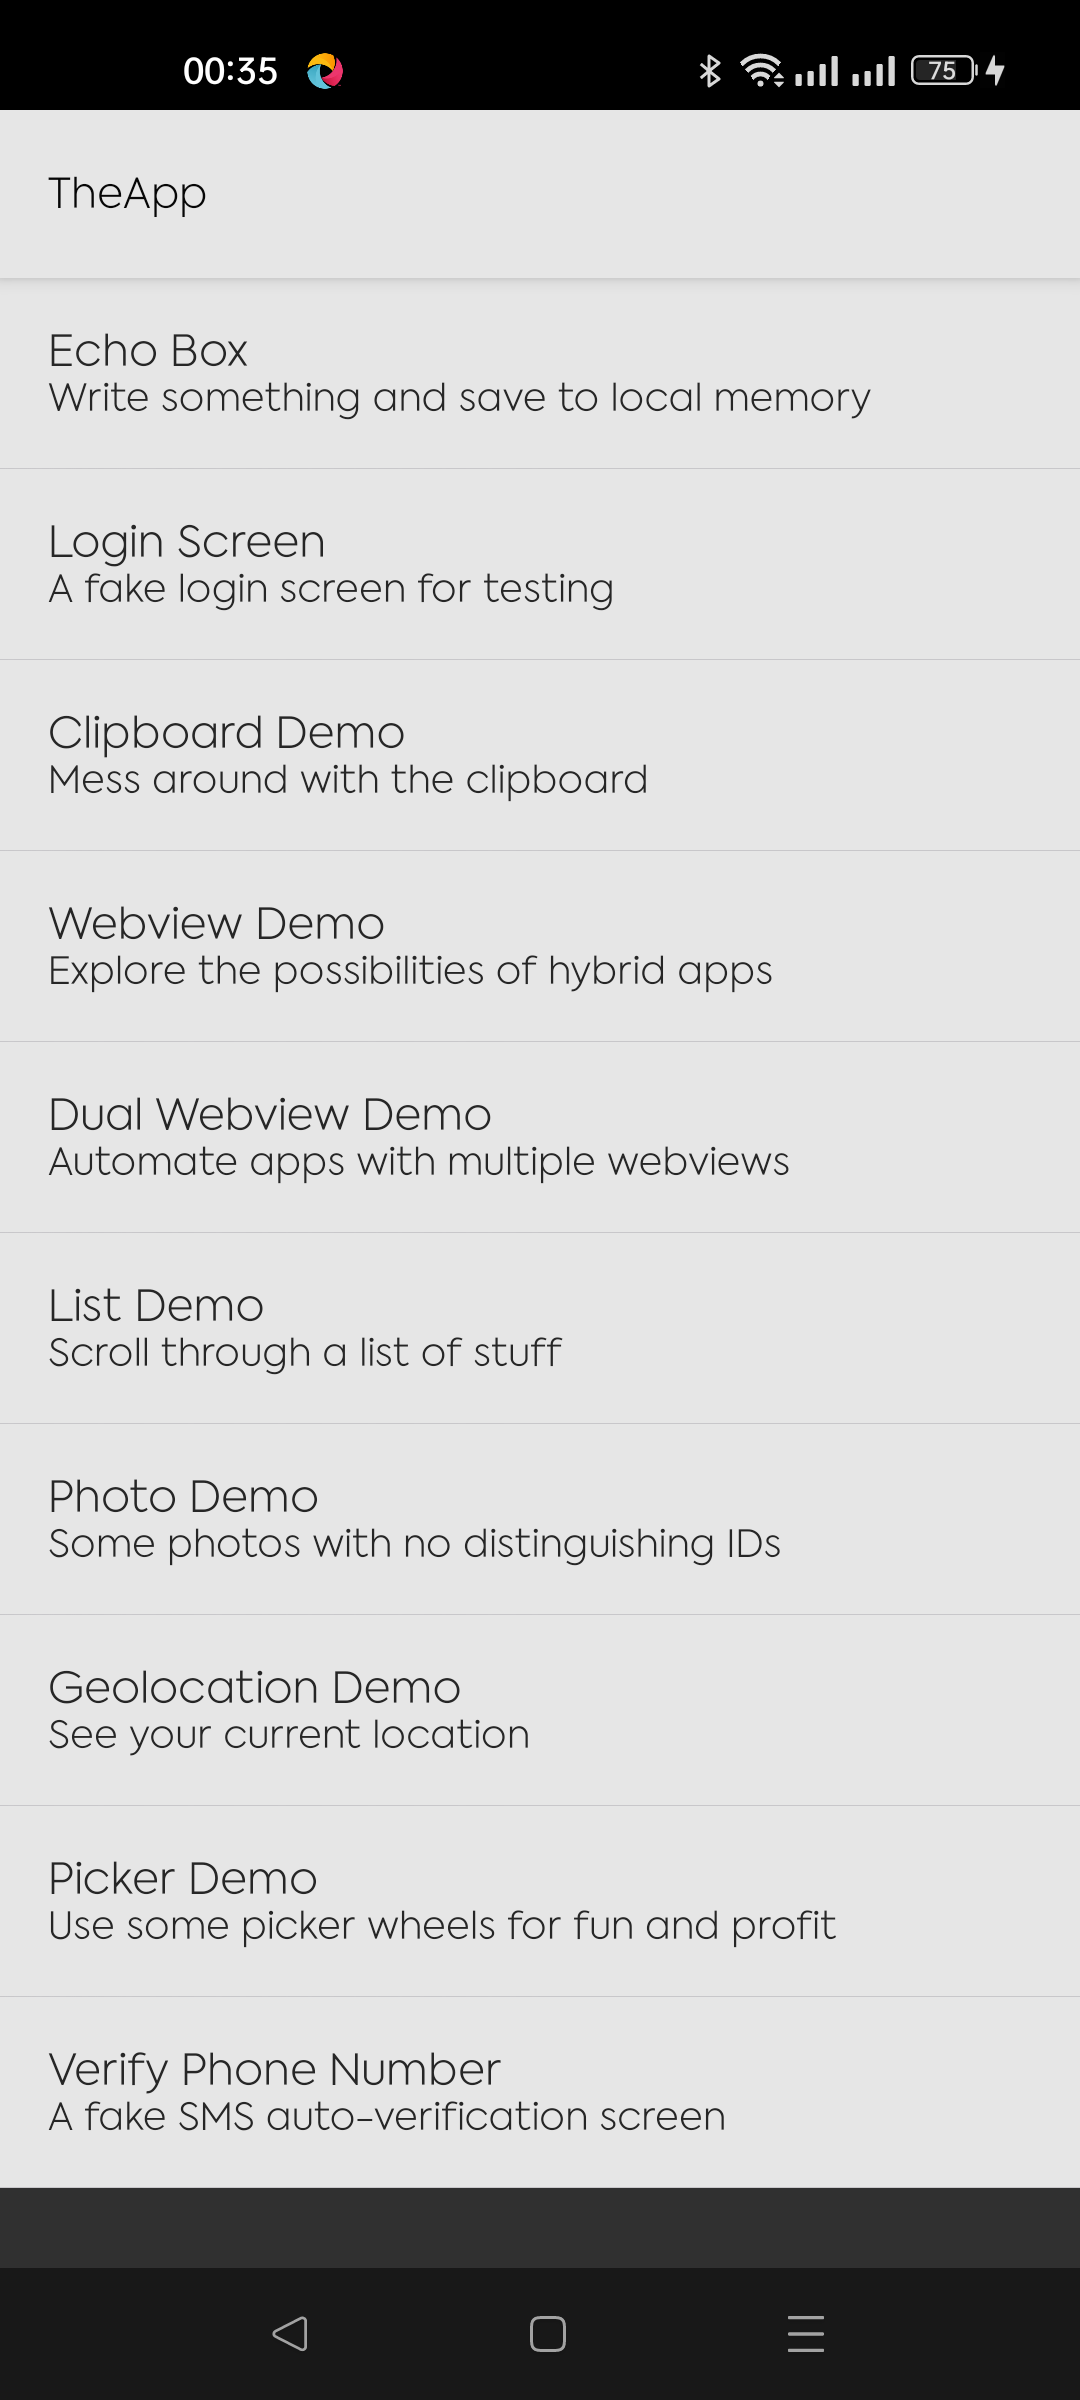 00:35
75
TheApp
Echo Box
Write something and save to local memory
Login Screen
A fake login screen for testing
Clipboard Demo
Mess around with the clipboard
Webview Demo
Explore the possibilities of hybrid apps
Dual Webview Demo
Automate apps with multiple webviews
List Demo
Scroll through a list of stuff
Photo Demo
Some photos with no distinguishing IDs
Geolocation Demo
See your current location
Picker Demo
Use some picker wheels for fun and profit
Verify Phone Number
A fake SMS auto-verification screen